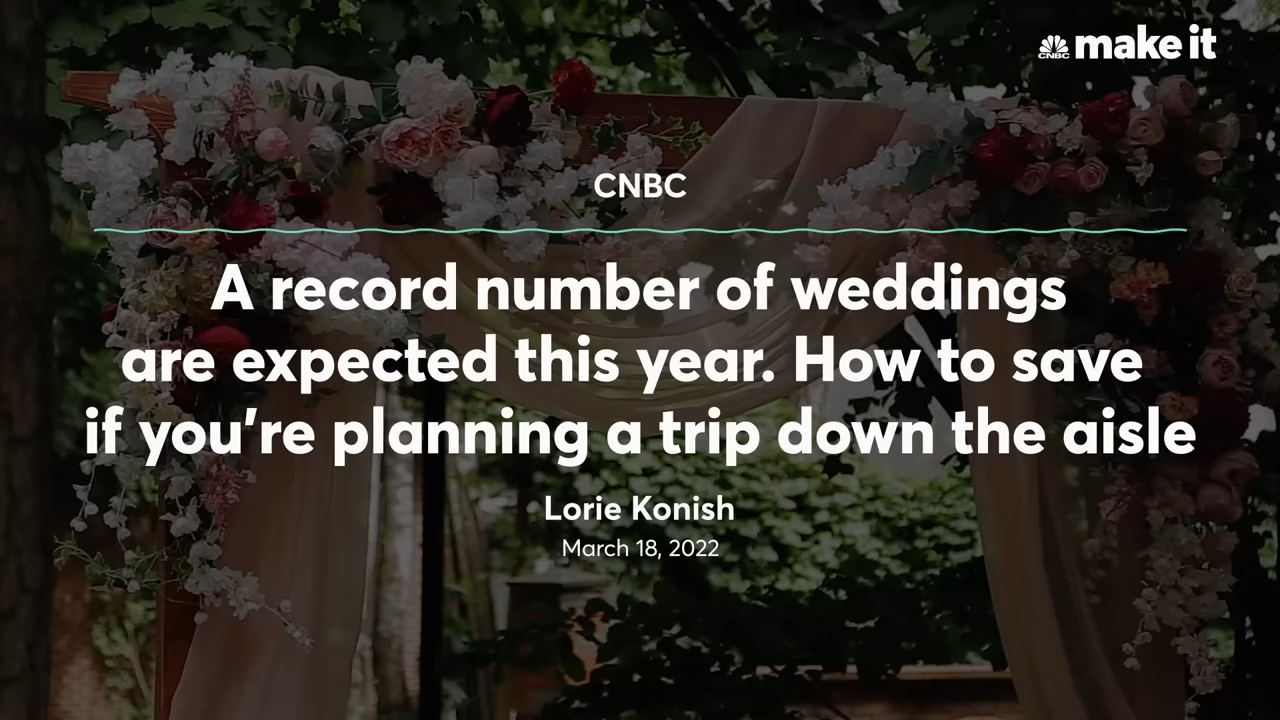 CNBC make it
CNBC
A record number of weddings
are expected this year. How to save
if you're planning a trip down the aisle
Lorie Konish
March 18, 2022